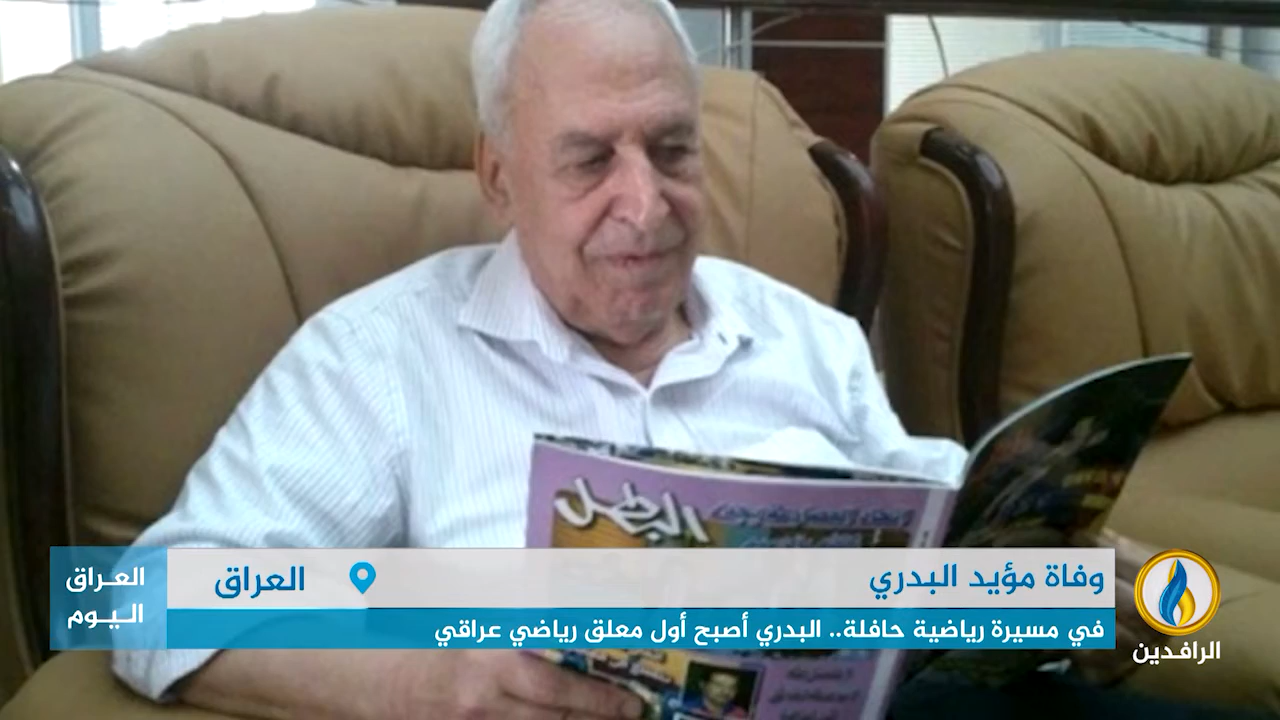 البطل
وفاة مؤيد البدري
العراق
في مسيرة رياضية حافلة.. البدري أصبح أول معلق رياضي عراقي
العراق
اليوم
الرافدين